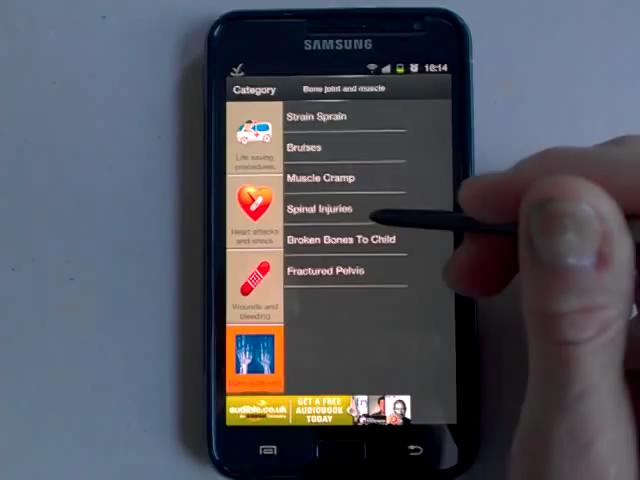 SAMSUNG
16:14
Category
Bone joint and muscle
Strain Sprain
Life saving
procedures
Bruises
Muscle Cramp
Heart attacks
and shock
Spinal Injuries
Broken Bones To Child
Wounds and
bleeding
Fractured Pelvis
audible.co.uk
GET A FREE
AUDIOBOOK
TODAY